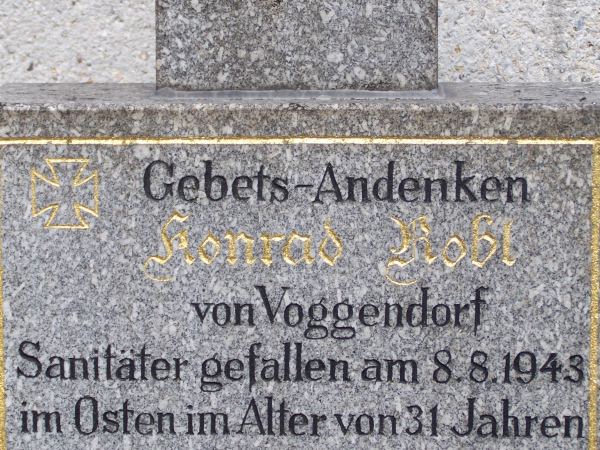 Gebets-Andenken
Konrad Kobl
von Voggendorf
Sanitäter gefallen am 8.8.1943
im Osten im Alter von 31 Jahren